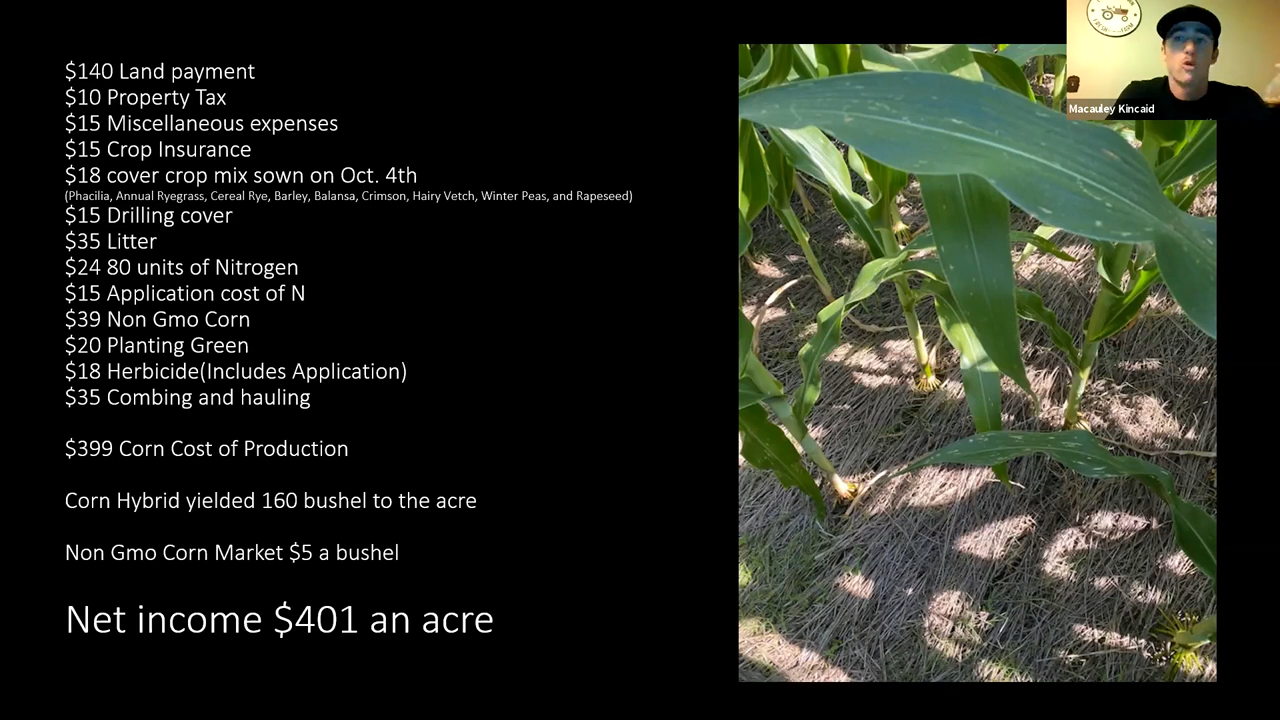 $140 Land payment
$10 Property Tax
$15 Miscellaneous expenses
$15 Crop Insurance
$18 cover crop mix sown on Oct. 4th
(Phacilia, Annual Ryegrass, Cereal Rye, Barley, Balansa, Crimson, Hairy Vetch, Winter Peas, and Rapeseed)
$15 Drilling cover
$35 Litter
$24 80 units of Nitrogen
$15 Application cost of N
$39 Non Gmo Corn
$20 Planting Green
$18 Herbicide(Includes Application)
$35 Combing and hauling
$399 Corn Cost of Production
Corn Hybrid yielded 160 bushel to the acre
Non Gmo Corn Market $5 a bushel
Net income $401 an acre
Macauley Kincaid